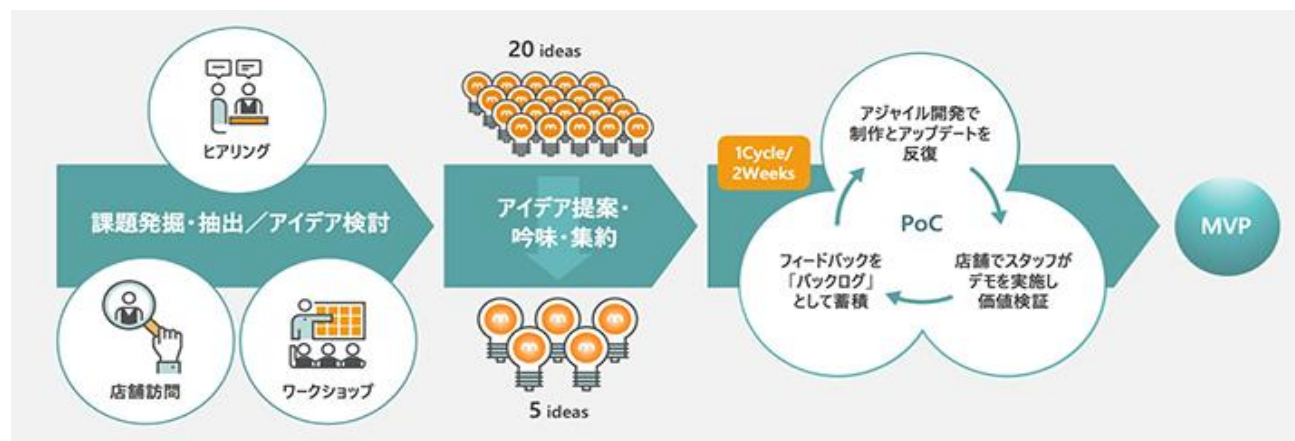 ヒアリング
課題発掘・抽出／アイデア検討
店舗訪問
ワークショップ
20 ideas
アイデア提案・
吟味・集約
5 ideas
1Cycle/
2Weeks
アジャイル開発で
制作とアップデートを
反復
PoC
フィードバックを
「バックログ」
として蓄積
店舗でスタッフが
デモを実施し
価値検証
MVP